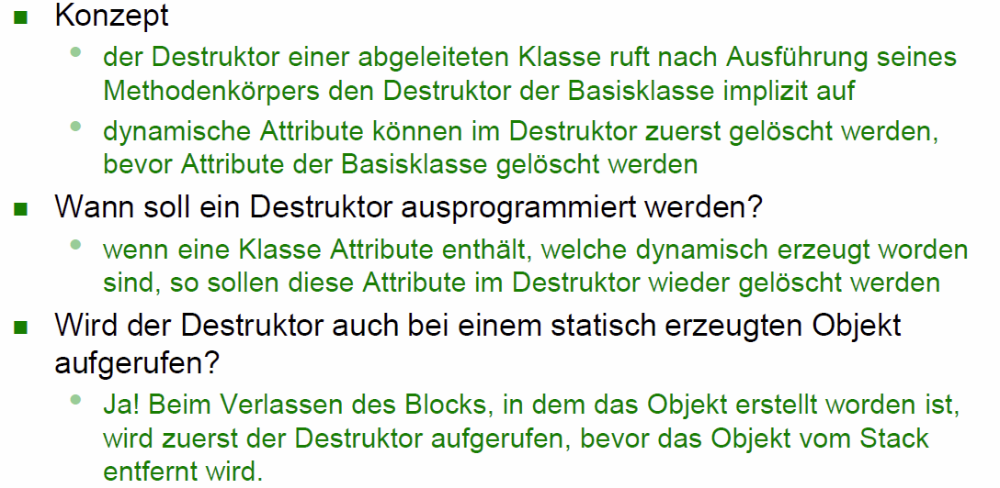 Konzept
der Destruktor einer abgeleiteten Klasse ruft nach Ausführung seines
Methodenkörpers den Destruktor der Basisklasse implizit auf
dynamische Attribute können im Destruktor zuerst gelöscht werden,
bevor Attribute der Basisklasse gelöscht werden
Wann soll ein Destruktor ausprogrammiert werden?
wenn eine Klasse Attribute enthält, welche dynamisch erzeugt worden
sind, so sollen diese Attribute im Destruktor wieder gelöscht werden
Wird der Destruktor auch bei einem statisch erzeugten Objekt
aufgerufen?
Ja! Beim Verlassen des Blocks, in dem das Objekt erstellt worden ist,
wird zuerst der Destruktor aufgerufen, bevor das Objekt vom Stack
entfernt wird.